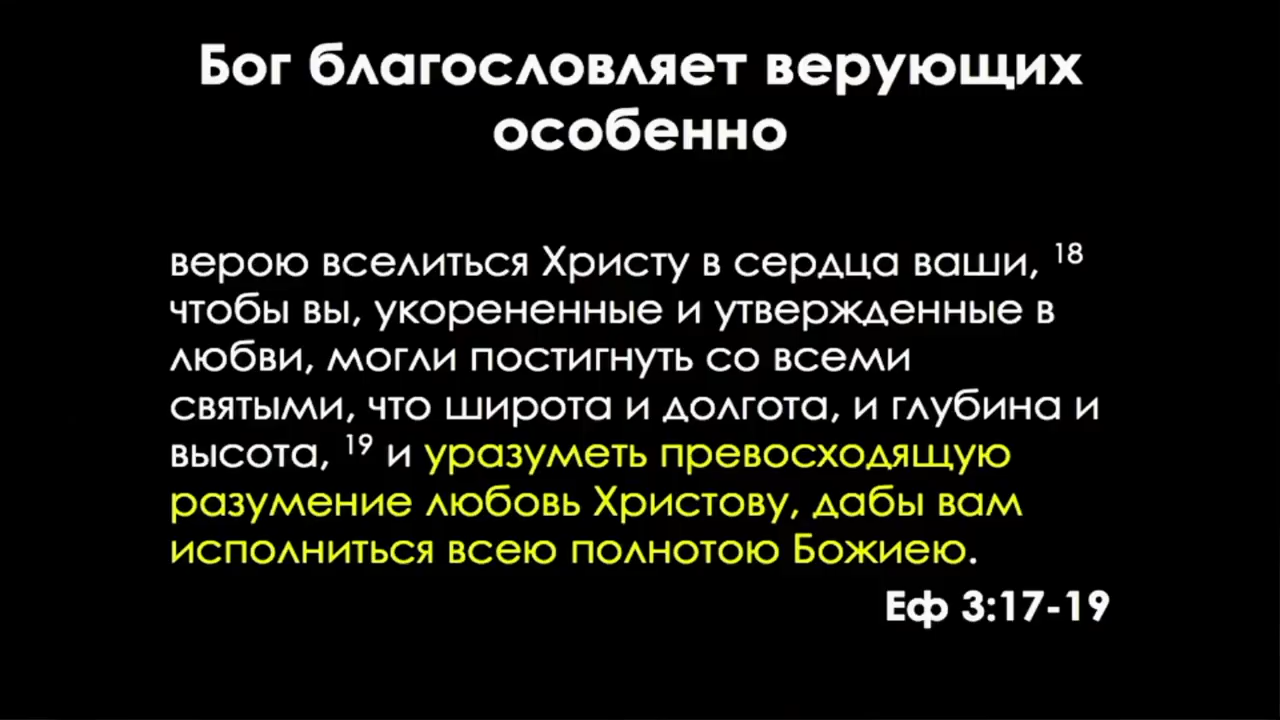 Бог благословляет верующих
особенно
верою вселиться Христу в сердца ваши, 18
чтобы вы, укорененные и утвержденные в
любви, могли постигнуть со всеми
святыми, что широта и долгота, и глубина и
высота, 19 и уразуметь превосходящую
разумение любовь Христову, дабы вам
исполниться всею полнотою Божиею.
Еф 3:17-19